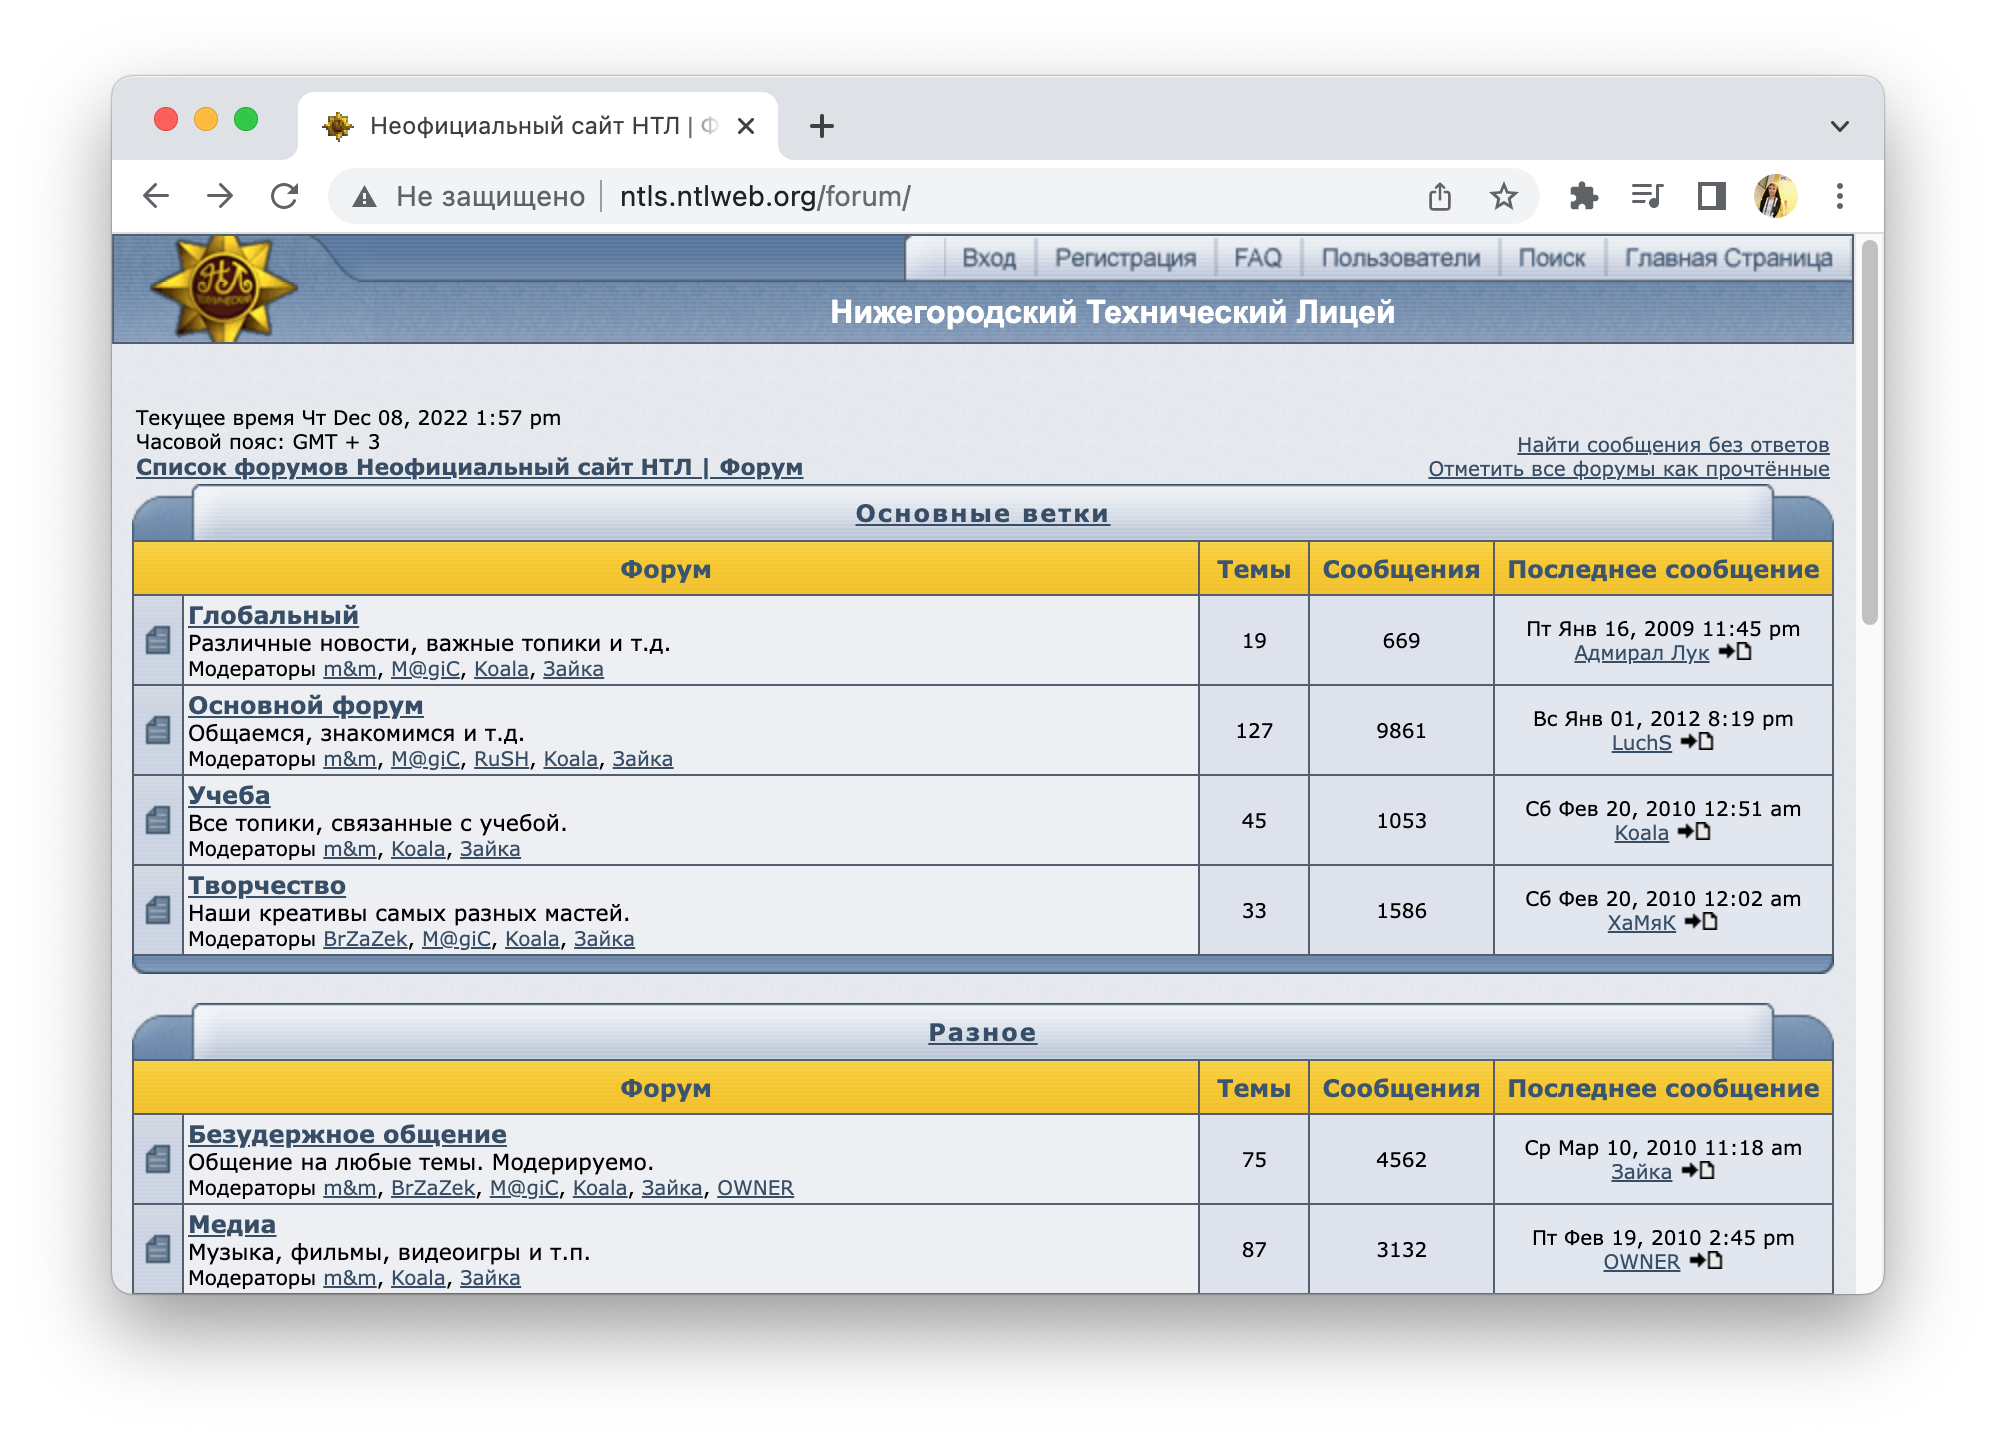 Неофициальный сайт НТЛ |
Не защищено
ntls.ntlweb.org/forum/
Вход
Регистрация
FAQ
Пользователи
Поиск
Главная Страница
Нижегородский Технический Лицей
Текущее время Чт Dec 08, 2022 1:57 pm
Часовой пояс: GMT + 3
Список форумов Неофициальный сайт НТЛ | Форум
Найти сообщения без ответов
Отметить все форумы как прочтённые
Основные ветки
Форум Темы Сообщения Последнее сообщение
Глобальный
Различные новости, важные топики и т.д.
Модераторы m&m, M@giC, Koala, Зайка
19
669
Пт Янв 16, 2009 11:45 pm
Адмирал Лук
Основной форум
Общаемся, знакомимся и т.д.
Модераторы m&m, M@giC, RuSH, Koala, Зайка
127
9861
Вс Янв 01, 2012 8:19 pm
LuchS
Учеба
Все топики, связанные с учебой.
Модераторы m&m, Koala, Зайка
45
1053
Сб Фев 20, 2010 12:51 am
Koala
Творчество
Наши креативы самых разных мастей.
Модераторы BrZaZek, M@giC, Koala, Зайка
33
1586
Сб Фев 20, 2010 12:02 am
ХаМяК
Разное
Форум Темы Сообщения Последнее сообщение
Безудержное общение
Общение на любые темы. Модерируемо.
Модераторы m&m, BrZaZek, M@giC, Koala, Зайка, OWNER
75
4562
Ср Мар 10, 2010 11:18 am
Зайка
Медиа
Музыка, фильмы, видеоигры и т.п.
Модераторы m&m, Koala, Зайка
87
3132
Пт Фев 19, 2010 2:45 pm
OWNER